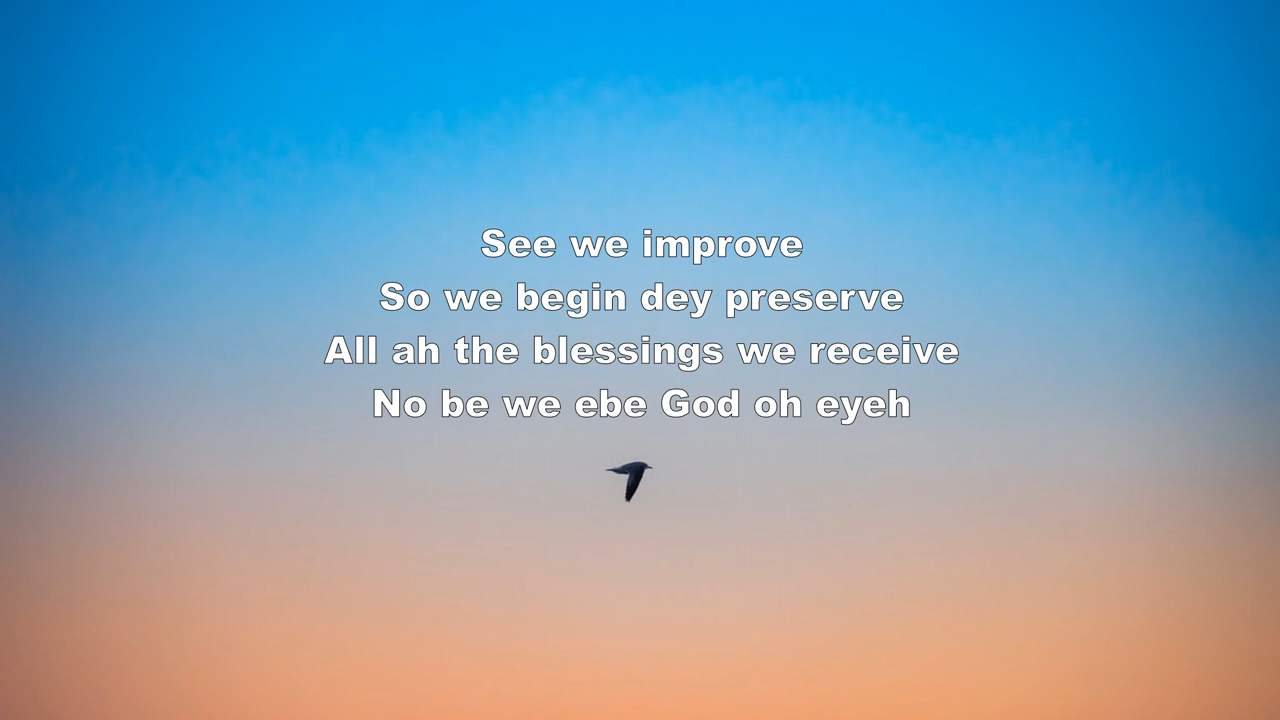 See we improve
So we begin dey preserve
All ah the blessings we receive
No be we ebe God oh eyeh